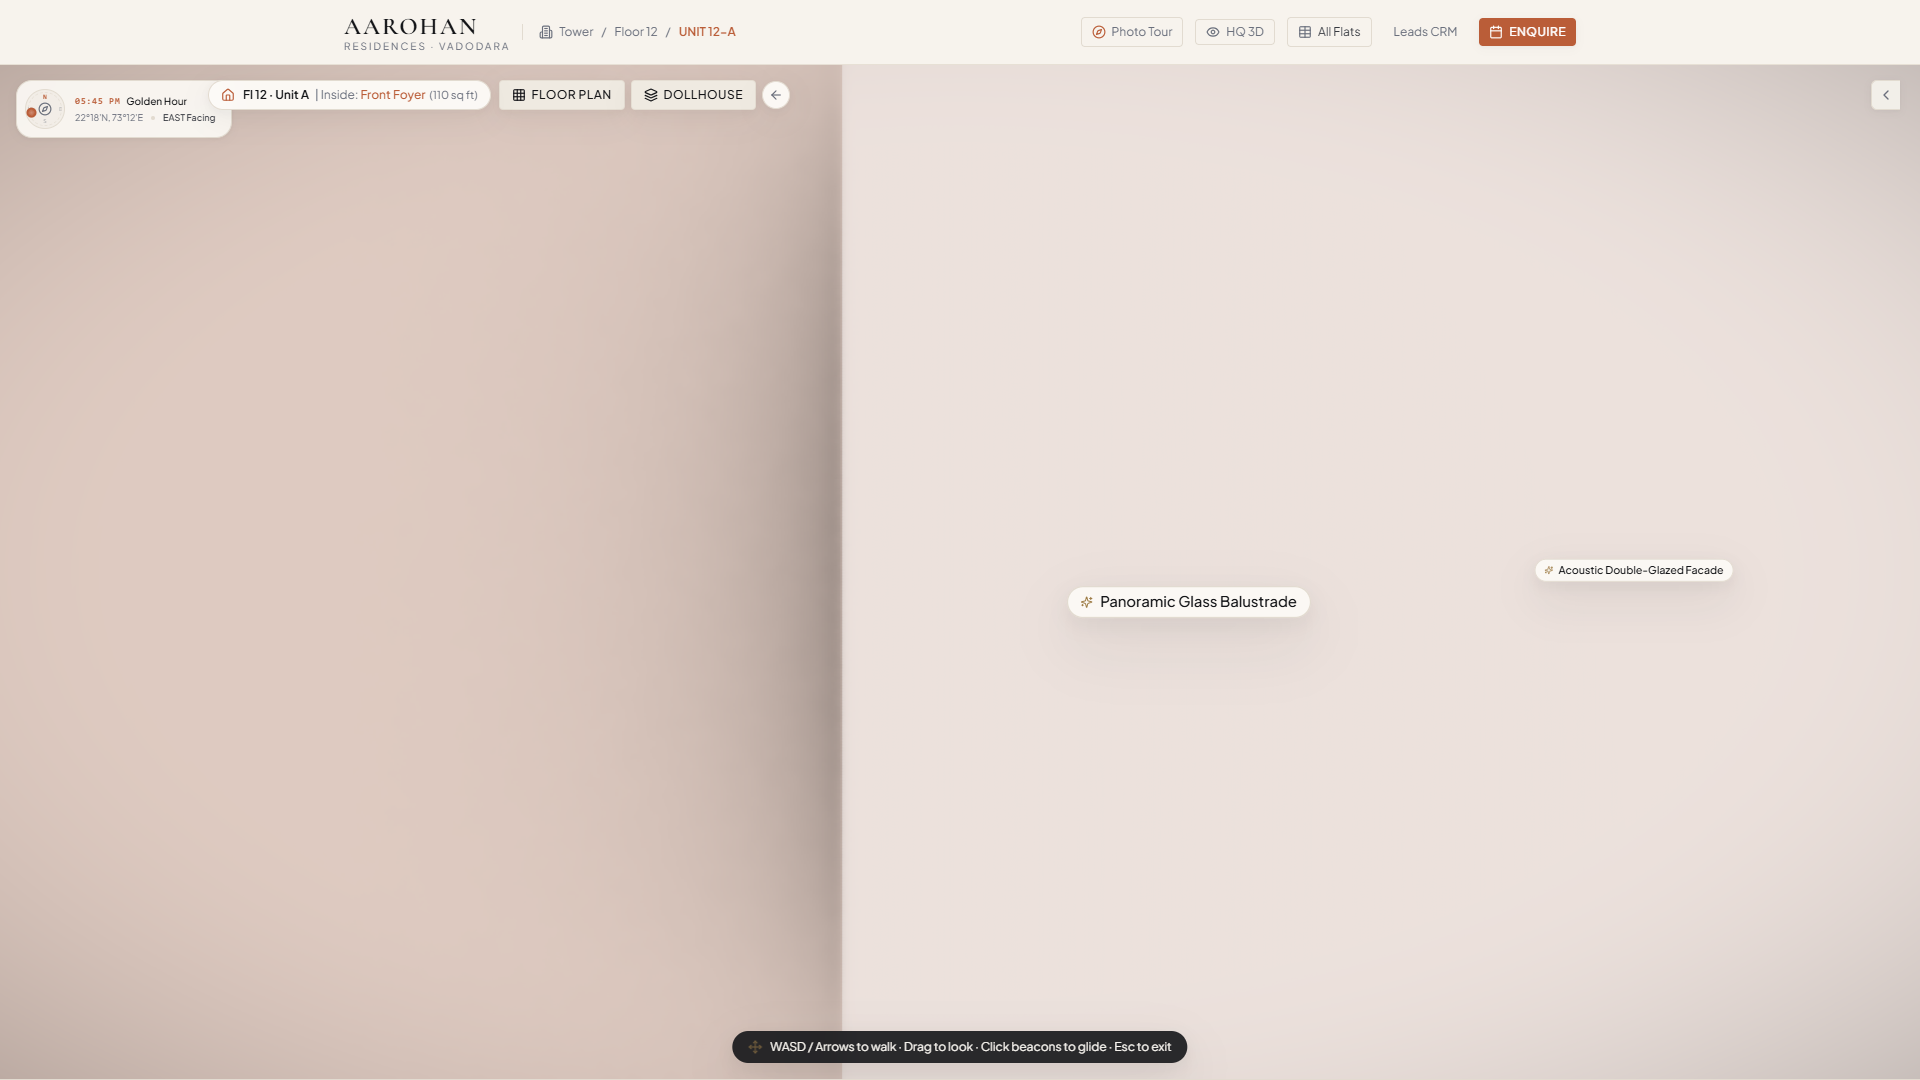 AAROHAN
RESIDENCES · VADODARA
Tower / Floor 12 / UNIT 12-A
Photo Tour
HQ 3D
All Flats
Leads CRM
ENQUIRE
N
S
05:45 PM Golden Hour
22°18'N, 73°12'E EAST Facing
Fl 12 · Unit A | Inside: Front Foyer (110 sq ft)
FLOOR PLAN
DOLLHOUSE
Acoustic Double-Glazed Facade
Panoramic Glass Balustrade
WASD / Arrows to walk · Drag to look · Click beacons to glide · Esc to exit